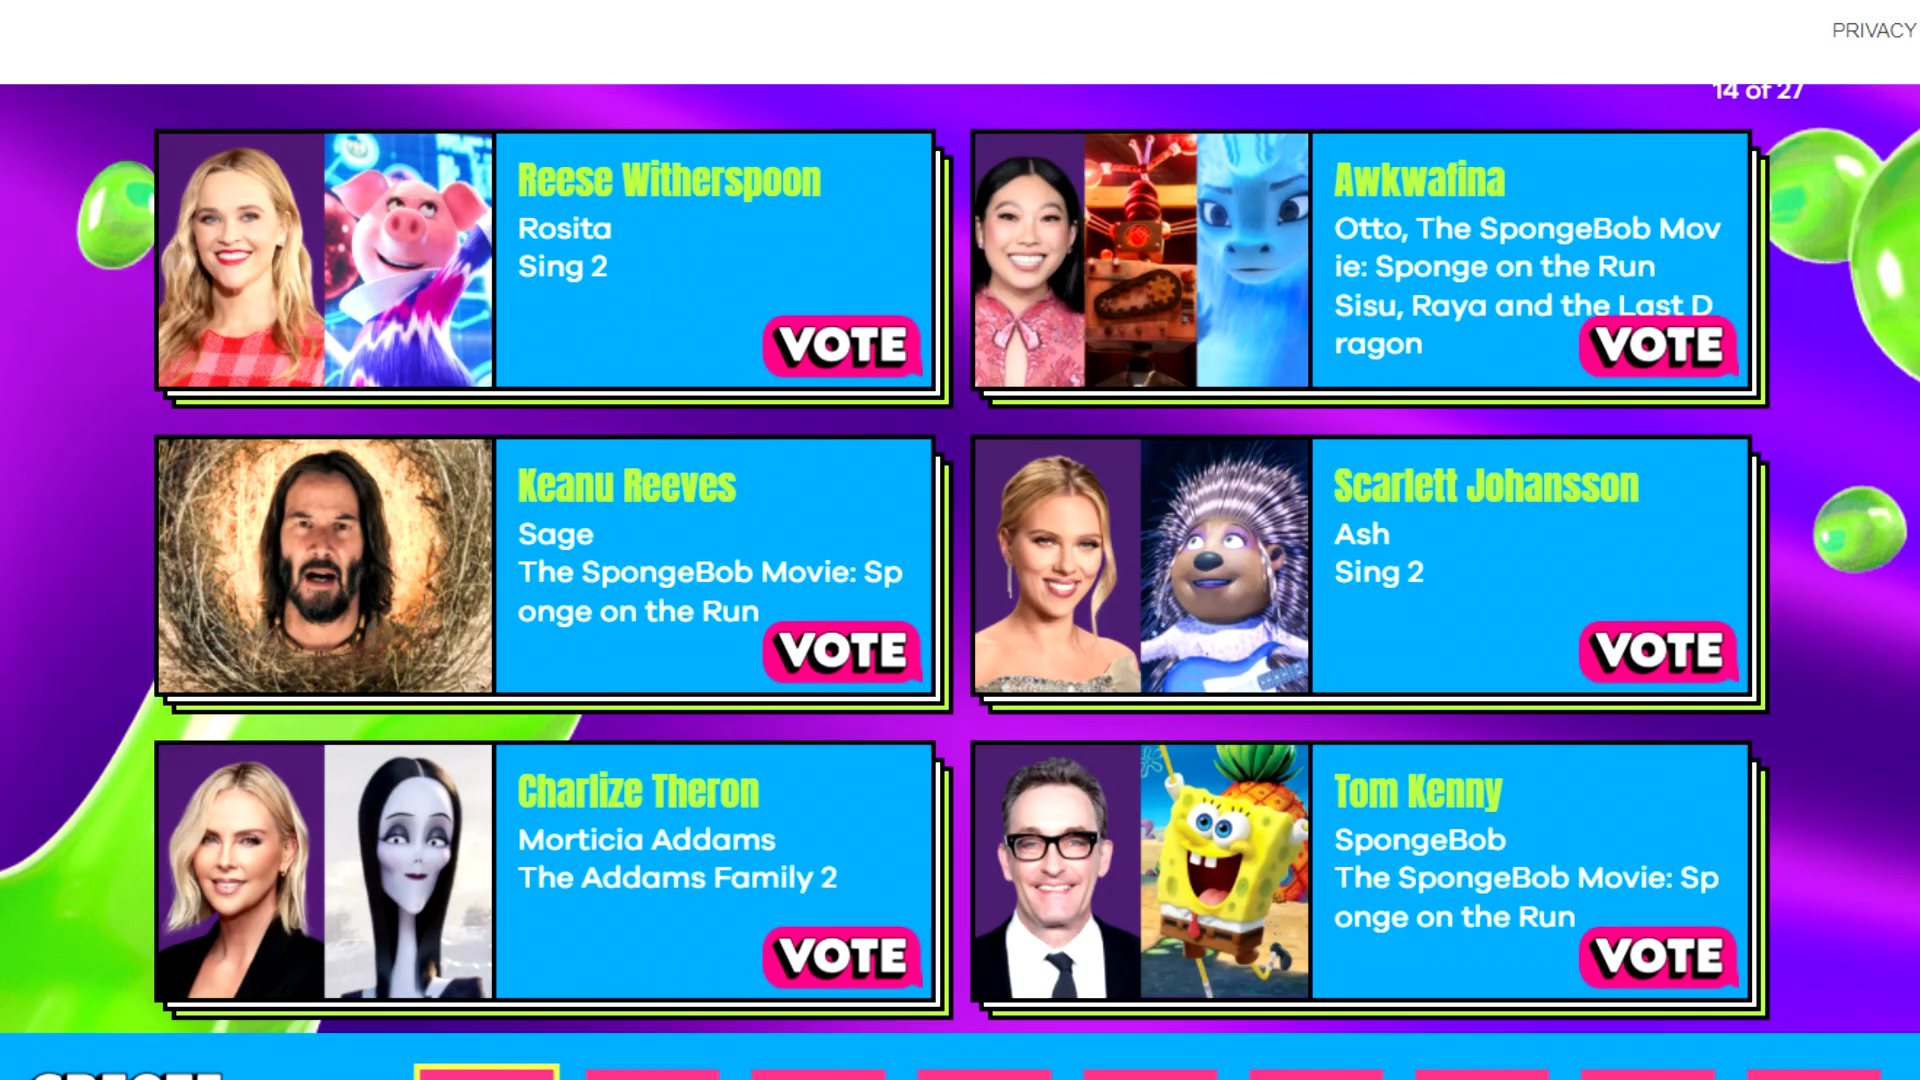 PRIVACY
14 of 27
Reese Witherspoon
Rosita
Sing 2
VOTE
Awkwafina
Otto, The SpongeBob Mov
ie: Sponge on the Run
Sisu, Raya and the Last D
ragon
VOTE
Keanu Reeves
Sage
The SpongeBob Movie: Sp
onge on the Run
VOTE
Scarlett Johansson
Ash
Sing 2
VOTE
Charlize Theron
Morticia Addams
The Addams Family 2
VOTE
Tom Kenny
SpongeBob
The SpongeBob Movie: Sp
onge on the Run
VOTE